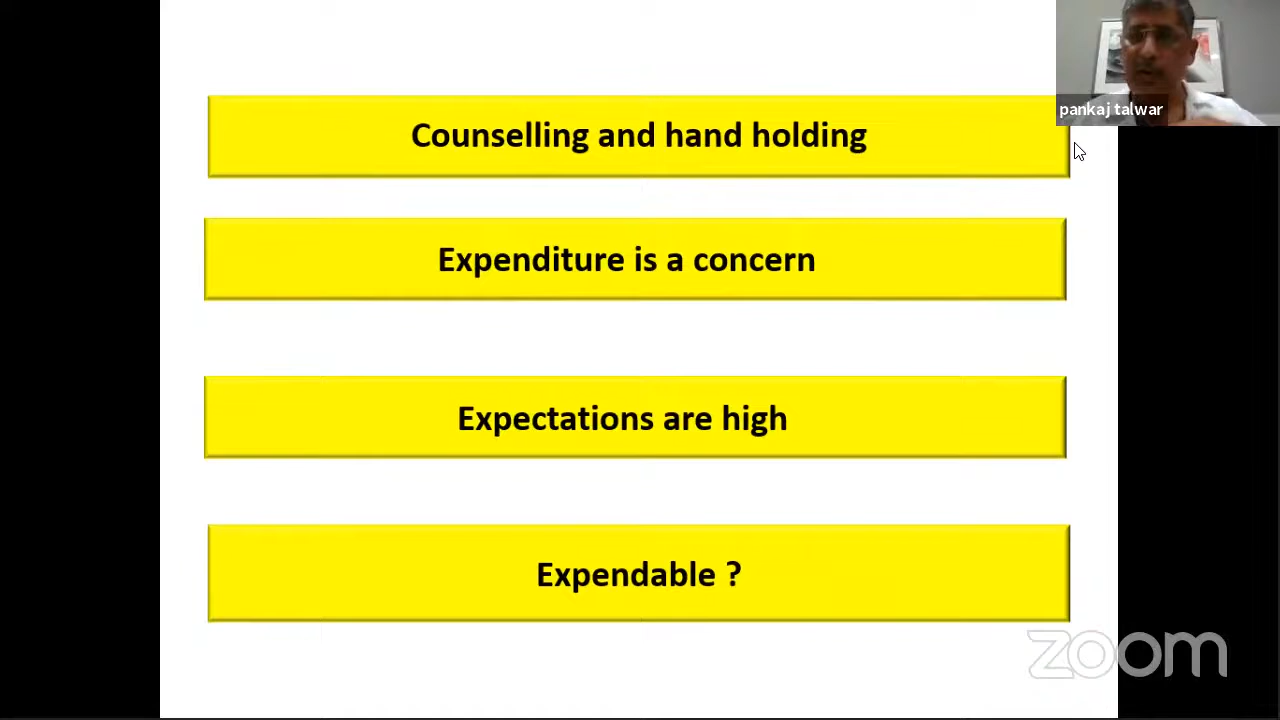 pankaj talwar
Counselling and hand holding
Expenditure is a concern
Expectations are high
Expendable ?
zoom